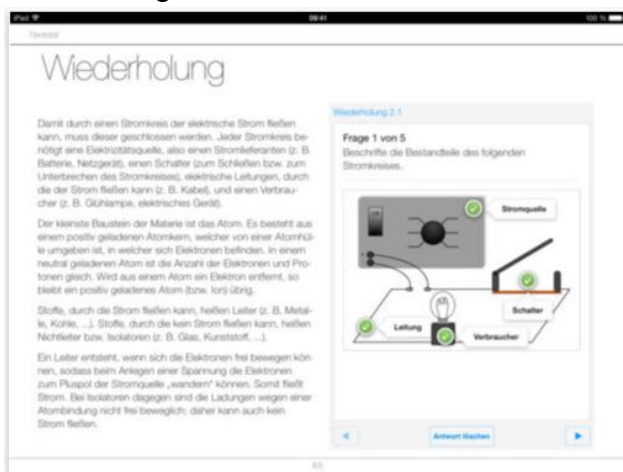 iPad
09:41
100 %
Wiederholung
Damit durch einen Stromkreis der elektrische Strom fließen
kann, muss dieser geschlossen werden. Jeder Stromkreis be-
nötigt eine Elektrizitätsquelle, also einen Stromlieferanten (z. B.
Batterie, Netzgerät), einen Schalter (zum Schließen bzw. zum
Unterbrechen des Stromkreises), elektrische Leitungen, durch
die der Strom fließen kann (z. B. Kabel), und einen Verbrau-
cher (z. B. Glühlampe, elektrisches Gerät).
Der kleinste Baustein der Materie ist das Atom. Es besteht aus
einem positiv geladenen Atomkern, welcher von einer Atomhül-
le umgeben ist, in welcher sich Elektronen befinden. In einem
neutral geladenen Atom ist die Anzahl der Elektronen und Pro-
tonen gleich. Wird aus einem Atom ein Elektron entfernt, so
bleibt ein positiv geladenes Atom (bzw. Ion) übrig.
Stoffe, durch die Strom fließen kann, heißen Leiter (z. B. Metal-
le, Kohle, ...). Stoffe, durch die kein Strom fließen kann, heißen
Nichtleiter bzw. Isolatoren (z. B. Glas, Kunststoff, ...).
Ein Leiter entsteht, wenn sich die Elektronen frei bewegen kön-
nen, sodass beim Anlegen einer Spannung die Elektronen
zum Pluspol der Stromquelle „wandern“ können. Somit fließt
Strom. Bei Isolatoren dagegen sind die Ladungen wegen einer
Atombindung nicht frei beweglich; daher kann auch kein
Strom fließen.
Wiederholung 2.1
Frage 1 von 5
Beschrifte die Bestandteile des folgenden
Stromkreises.
Stromquelle
Schalter
Leitung
Verbraucher
Antwort löschen